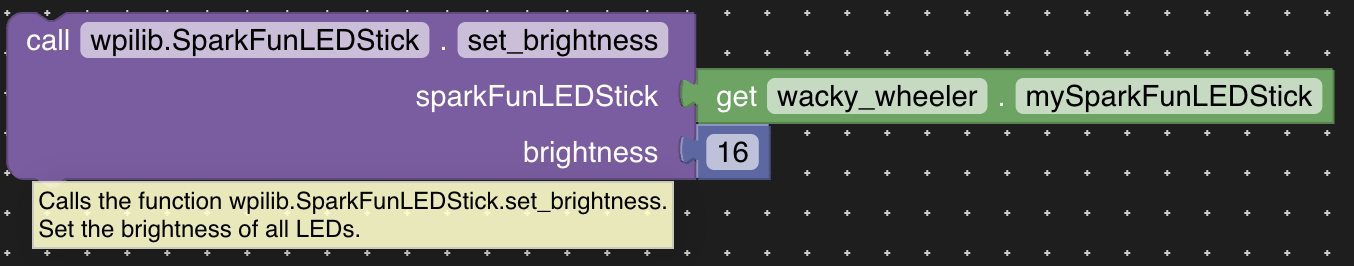 call wpilib.SparkFunLEDStick . set_brightness
sparkFunLEDStick get wacky_wheeler . mySparkFunLEDStick
brightness 16
Calls the function wpilib.SparkFunLEDStick.set_brightness.
Set the brightness of all LEDs.